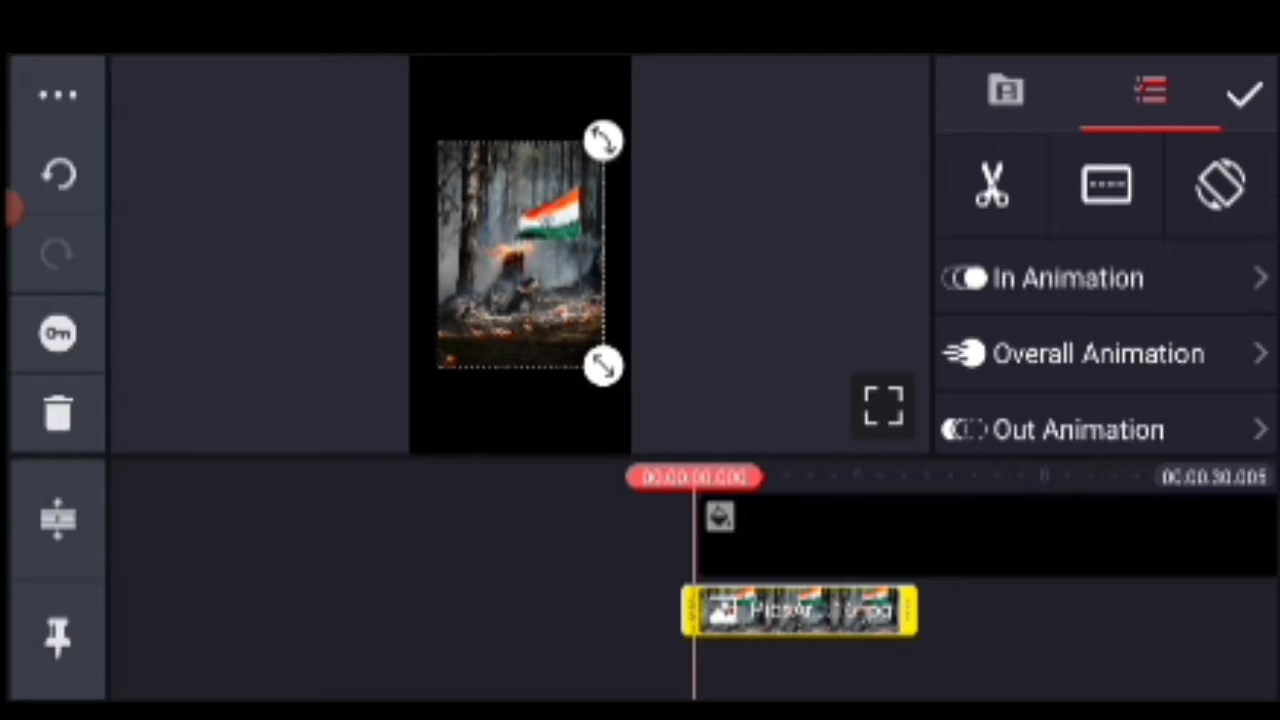 In Animation
Overall Animation
Out Animation
00:00:00.000
00:00:30.005